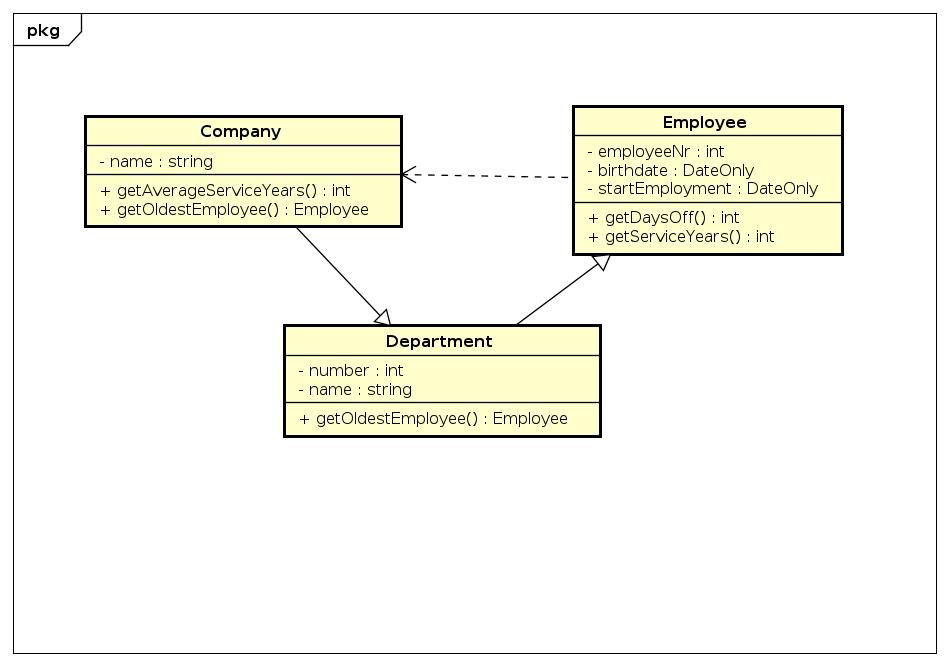 pkg
Company
- name : string
+ getAverageServiceYears() : int
+ getOldestEmployee() : Employee
Employee
- employeeNr : int
- birthdate : DateOnly
- startEmployment : DateOnly
+ getDaysOff() : int
+ getServiceYears() : int
Department
- number : int
- name : string
+ getOldestEmployee() : Employee